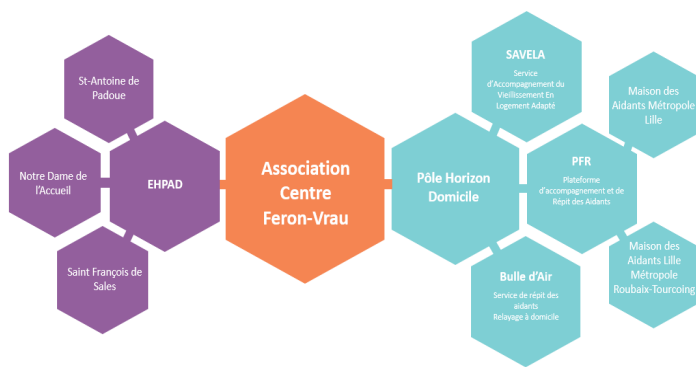 St-Antoine de
Padoue
Notre Dame de
l'Accueil
Saint François de
Sales
EHPAD
Association
Centre
Feron-Vrau
Pôle Horizon
Domicile
SAVELA
Service
d'Accompagnement du
Vieillissement En
Logement Adapté
PFR
Plateforme
d'accompagnement et de
Répit des Aidants
Bulle d'Air
Service de répit des
aidants
Relayage à domicile
Maison des
Aidants Métropole
Lille
Maison des
Aidants Lille
Métropole
Roubaix-Tourcoing